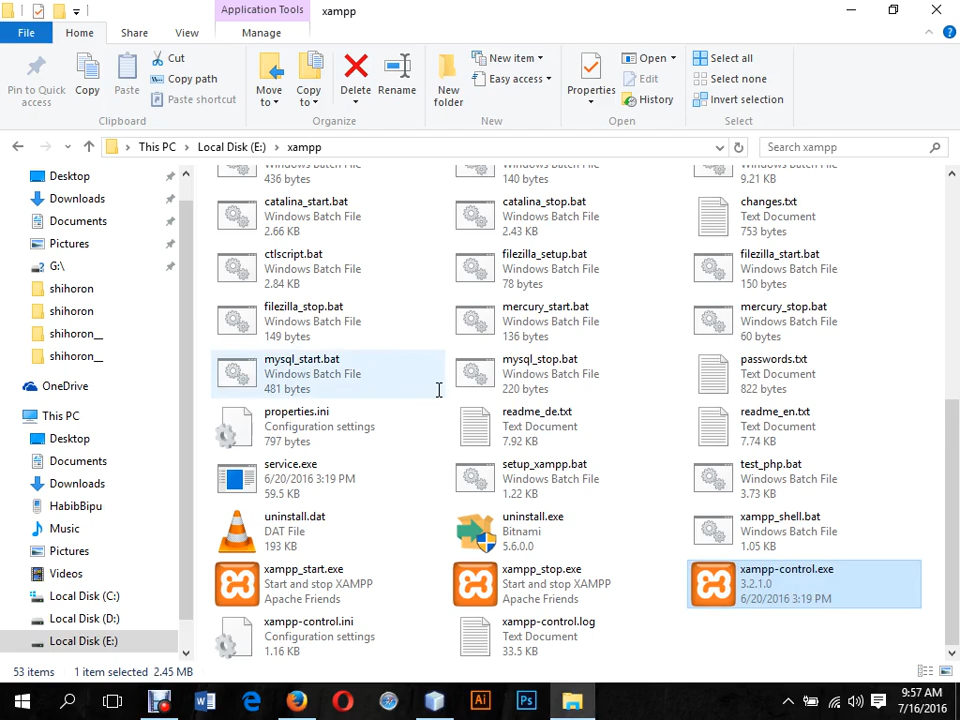 Application Tools
xampp
File
Home
Share
View
Manage
Pin to Quick access
Copy
Paste
Cut
Copy path
Paste shortcut
Clipboard
Move to
Copy to
Delete
Rename
Organize
New folder
New item
Easy access
New
Properties
Open
Edit
History
Open
Select all
Select none
Invert selection
Select
This PC
Local Disk (E:)
xampp
Search xampp
Desktop
Downloads
Documents
Pictures
G:\
shihoron
shihoron
shihoron__
shihoron__
OneDrive
This PC
Desktop
Documents
Downloads
HabibBipu
Music
Pictures
Videos
Local Disk (C:)
Local Disk (D:)
Local Disk (E:)
Windows Batch File
436 bytes
Windows Batch File
140 bytes
Windows Batch File
9.21 KB
catalina_start.bat
Windows Batch File
2.66 KB
catalina_stop.bat
Windows Batch File
2.43 KB
changes.txt
Text Document
753 bytes
ctlscript.bat
Windows Batch File
2.84 KB
filezilla_setup.bat
Windows Batch File
78 bytes
filezilla_start.bat
Windows Batch File
150 bytes
filezilla_stop.bat
Windows Batch File
149 bytes
mercury_start.bat
Windows Batch File
136 bytes
mercury_stop.bat
Windows Batch File
60 bytes
mysql_start.bat
Windows Batch File
481 bytes
mysql_stop.bat
Windows Batch File
220 bytes
passwords.txt
Text Document
822 bytes
properties.ini
Configuration settings
797 bytes
readme_de.txt
Text Document
7.92 KB
readme_en.txt
Text Document
7.74 KB
service.exe
6/20/2016 3:19 PM
59.5 KB
setup_xampp.bat
Windows Batch File
1.22 KB
test_php.bat
Windows Batch File
3.73 KB
uninstall.dat
DAT File
193 KB
uninstall.exe
Bitnami
5.6.0.0
xampp_shell.bat
Windows Batch File
1.05 KB
xampp_start.exe
Start and stop XAMPP
Apache Friends
xampp_stop.exe
Start and stop XAMPP
Apache Friends
xampp-control.exe
3.2.1.0
6/20/2016 3:19 PM
xampp-control.ini
Configuration settings
1.16 KB
xampp-control.log
Text Document
33.5 KB
53 items
1 item selected 2.45 MB
Ai
Ps
9:57 AM
7/16/2016